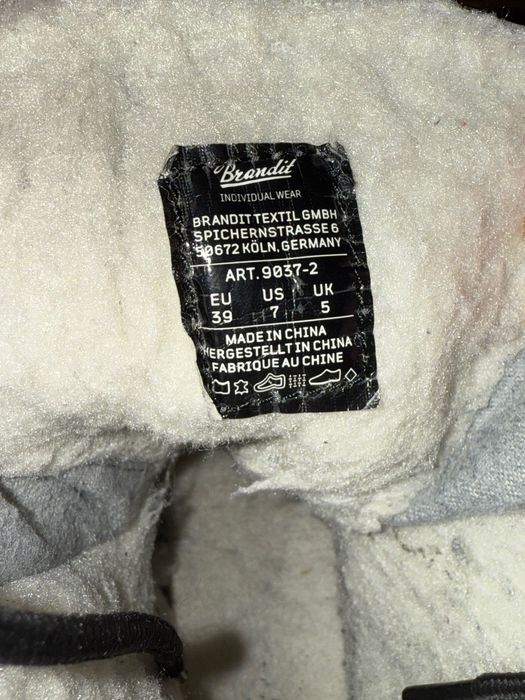 Brandit
INDIVIDUAL WEAR
BRANDIT TEXTIL GMBH
SPICHERNSTRASSE 6
50672 KÖLN, GERMANY
ART. 9037-2
EU US UK
39 7 5
MADE IN CHINA
HERGESTELLT IN CHINA
FABRIQUE AU CHINE